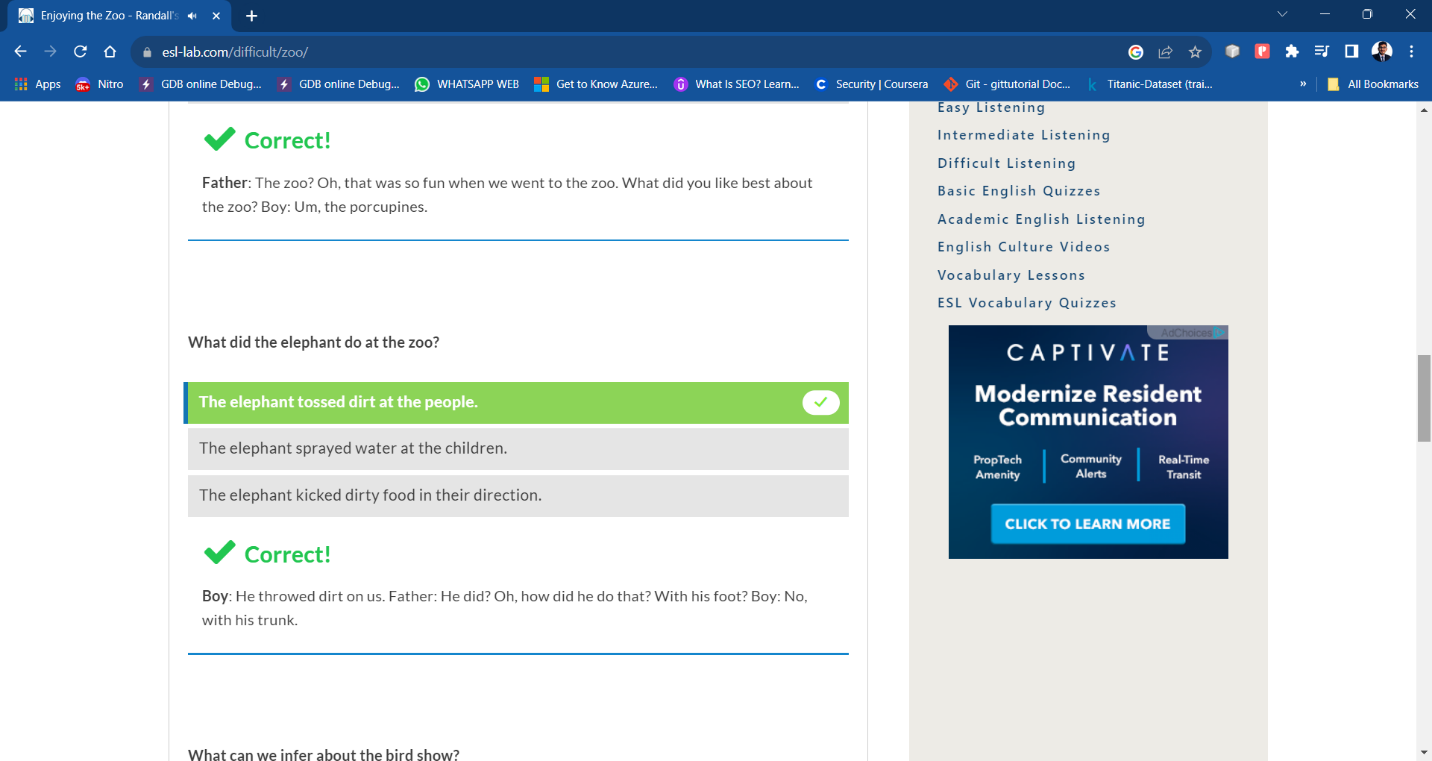 Enjoying the Zoo - Randall's
esl-lab.com/difficult/zoo/
Apps
5k+
Nitro
GDB online Debug...
GDB online Debug...
WHATSAPP WEB
Get to Know Azure...
What Is SEO? Learn...
Security | Coursera
Git - gittutorial Doc...
Titanic-Dataset (trai...
»
All Bookmarks
Correct!
Father: The zoo? Oh, that was so fun when we went to the zoo. What did you like best about
the zoo? Boy: Um, the porcupines.
What did the elephant do at the zoo?
The elephant tossed dirt at the people.
The elephant sprayed water at the children.
The elephant kicked dirty food in their direction.
Correct!
Boy: He throwed dirt on us. Father: He did? Oh, how did he do that? With his foot? Boy: No,
with his trunk.
What can we infer about the bird show?
Easy Listening
Intermediate Listening
Difficult Listening
Basic English Quizzes
Academic English Listening
English Culture Videos
Vocabulary Lessons
ESL Vocabulary Quizzes
AdChoices
CAPTIVATE
Modernize Resident
Communication
PropTech
Amenity
Community
Alerts
Real-Time
Transit
CLICK TO LEARN MORE